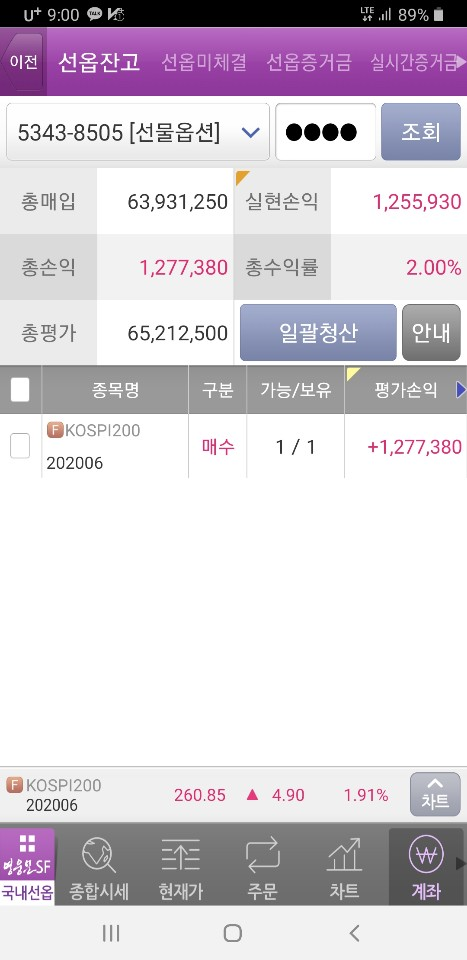 U+ 9:00 TALK LTE 89%
이전 선옵잔고 선옵미체결 선옵증거금 실시간증거금
5343-8505 [선물옵션] ●●●● 조회
총매입 63,931,250 실현손익 1,255,930
총손익 1,277,380 총수익률 2.00%
총평가 65,212,500 일괄청산 안내
종목명 구분 가능/보유 평가손익
F KOSPI200
202006 매수 1 / 1 +1,277,380
F KOSPI200
202006 260.85 ▲ 4.90 1.91% 차트
영웅문SF
국내선옵 종합시세 현재가 주문 차트 계좌